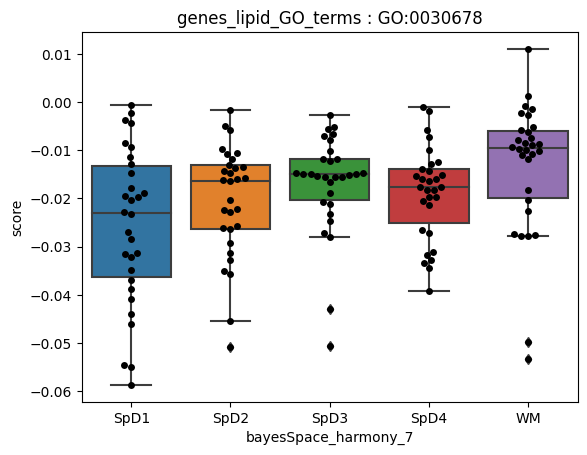 genes_lipid_GO_terms : GO:0030678
0.01
0.00
−0.01
−0.02
−0.03
−0.04
−0.05
−0.06
score
SpD1 SpD2 SpD3 SpD4 WM
bayesSpace_harmony_7